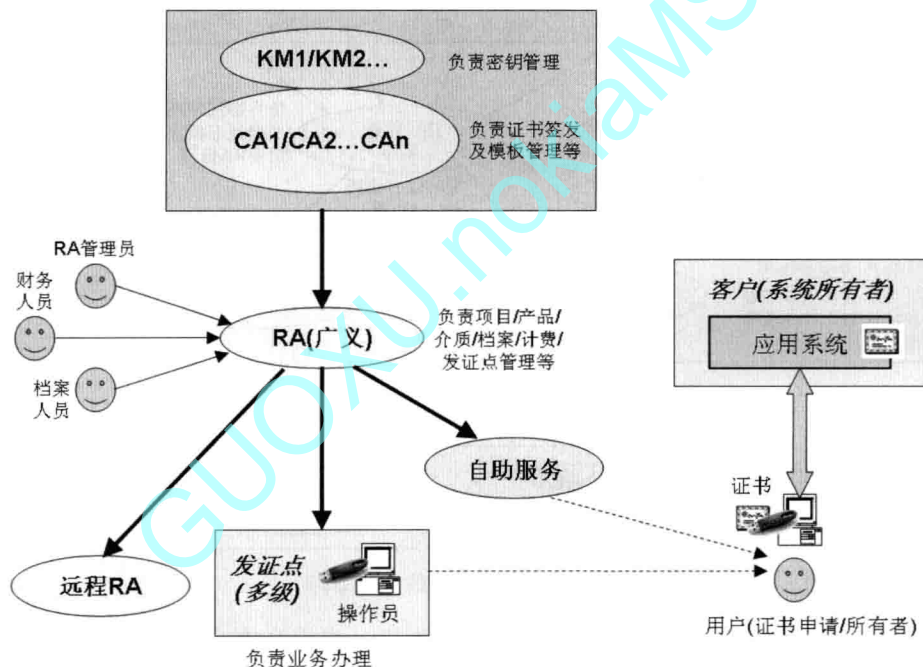 KM1/KM2...
负责密钥管理
CA1/CA2...CAn
负责证书签发
及模板管理等
RA管理员
财务
人员
档案
人员
RA(广义)
负责项目/产品/
介质/档案/计费/
发证点管理等
客户(系统所有者)
应用系统
自助服务
证书
远程RA
发证点
(多级)
操作员
用户(证书申请/所有者)
负责业务办理
GUOXU.nokiaMS